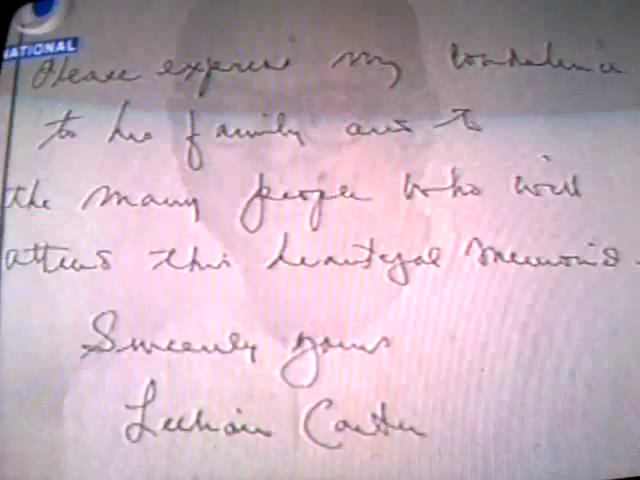 NATIONAL
Please express my condolence
to his family and to
the many people who will
attend this beautiful memorial.
Sincerely yours
Carter